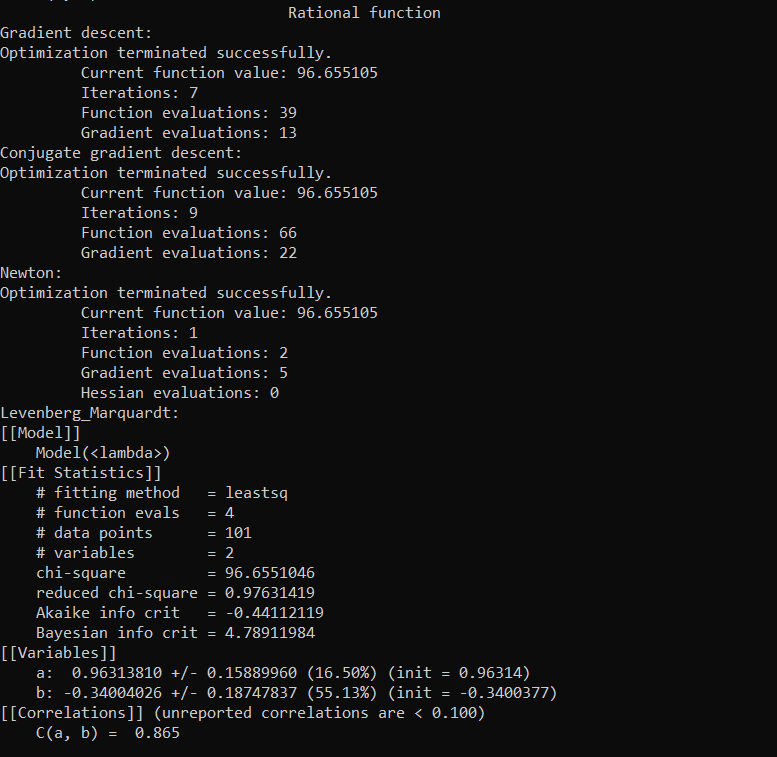 Rational function
Gradient descent:
Optimization terminated successfully.
Current function value: 96.655105
Iterations: 7
Function evaluations: 39
Gradient evaluations: 13
Conjugate gradient descent:
Optimization terminated successfully.
Current function value: 96.655105
Iterations: 9
Function evaluations: 66
Gradient evaluations: 22
Newton:
Optimization terminated successfully.
Current function value: 96.655105
Iterations: 1
Function evaluations: 2
Gradient evaluations: 5
Hessian evaluations: 0
Levenberg_Marquardt:
[[Model]]
Model(<lambda>)
[[Fit Statistics]]
# fitting method = leastsq
# function evals = 4
# data points = 101
# variables = 2
chi-square = 96.6551046
reduced chi-square = 0.97631419
Akaike info crit = -0.44112119
Bayesian info crit = 4.78911984
[[Variables]]
a: 0.96313810 +/- 0.15889960 (16.50%) (init = 0.96314)
b: -0.34004026 +/- 0.18747837 (55.13%) (init = -0.3400377)
[[Correlations]] (unreported correlations are < 0.100)
C(a, b) = 0.865